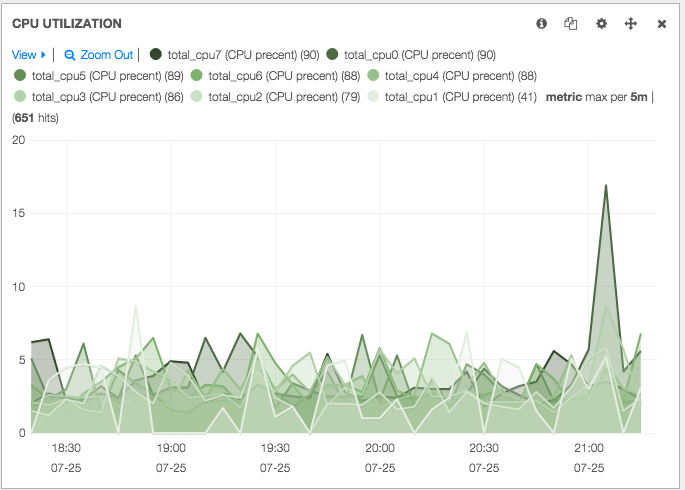 CPU UTILIZATION
View | Zoom Out | total_cpu7 (CPU precent) (90) total_cpu0 (CPU precent) (90)
total_cpu5 (CPU precent) (89) total_cpu6 (CPU precent) (88) total_cpu4 (CPU precent) (88)
total_cpu3 (CPU precent) (86) total_cpu2 (CPU precent) (79) total_cpu1 (CPU precent) (41) metric max per 5m |
(651 hits)
20
15
10
5
0
18:30 19:00 19:30 20:00 20:30 21:00
07-25 07-25 07-25 07-25 07-25 07-25